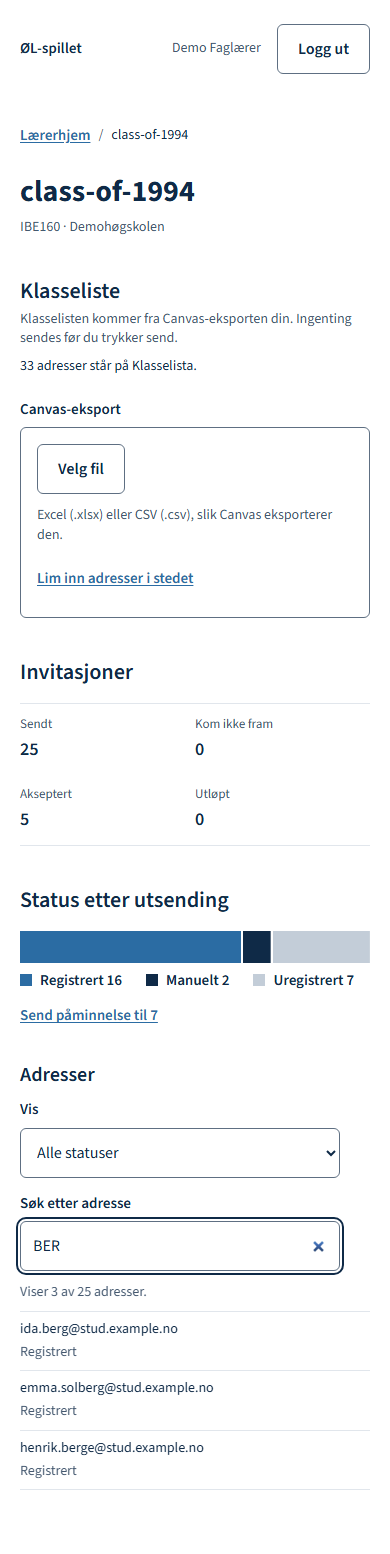 ØL-spillet
Demo Faglærer
Logg ut
Lærerhjem / class-of-1994
class-of-1994
IBE160 · Demohøgskolen
Klasseliste
Klasselisten kommer fra Canvas-eksporten din. Ingenting
sendes før du trykker send.
33 adresser står på Klasselista.
Canvas-eksport
Velg fil
Excel (.xlsx) eller CSV (.csv), slik Canvas eksporterer
den.
Lim inn adresser i stedet
Invitasjoner
Sendt
25
Kom ikke fram
0
Akseptert
5
Utløpt
0
Status etter utsending
Registrert 16
Manuelt 2
Uregistrert 7
Send påminnelse til 7
Adresser
Vis
Alle statuser
Søk etter adresse
BER
Viser 3 av 25 adresser.
ida.berg@stud.example.no
Registrert
emma.solberg@stud.example.no
Registrert
henrik.berge@stud.example.no
Registrert